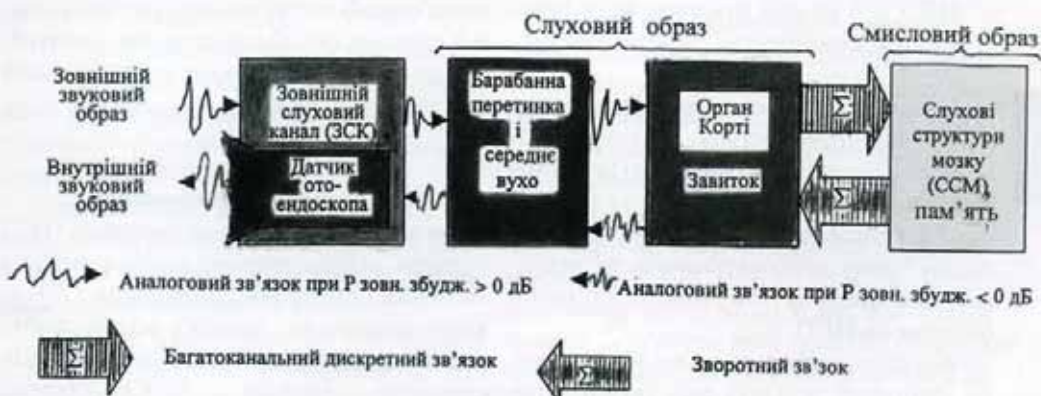 Слуховий образ
Смисловий образ
Зовнішній
звуковий
образ
Зовнішній
слуховий
канал (ЗСК)
Барабанна
перетинка
і
середнє
вухо
Орган
Корті
Σ
Слухові
структури
мозку
(ССМ),
пам’ять
Внутрішній
звуковий
образ
Датчик
ото-
ендоскопа
Завиток
Σ
Аналоговий зв’язок при Р зовн. збудж. > 0 дБ
Аналоговий зв’язок при Р зовн. збудж. < 0 дБ
Σ
Багатоканальний дискретний зв’язок
Σ
Зворотний зв’зок